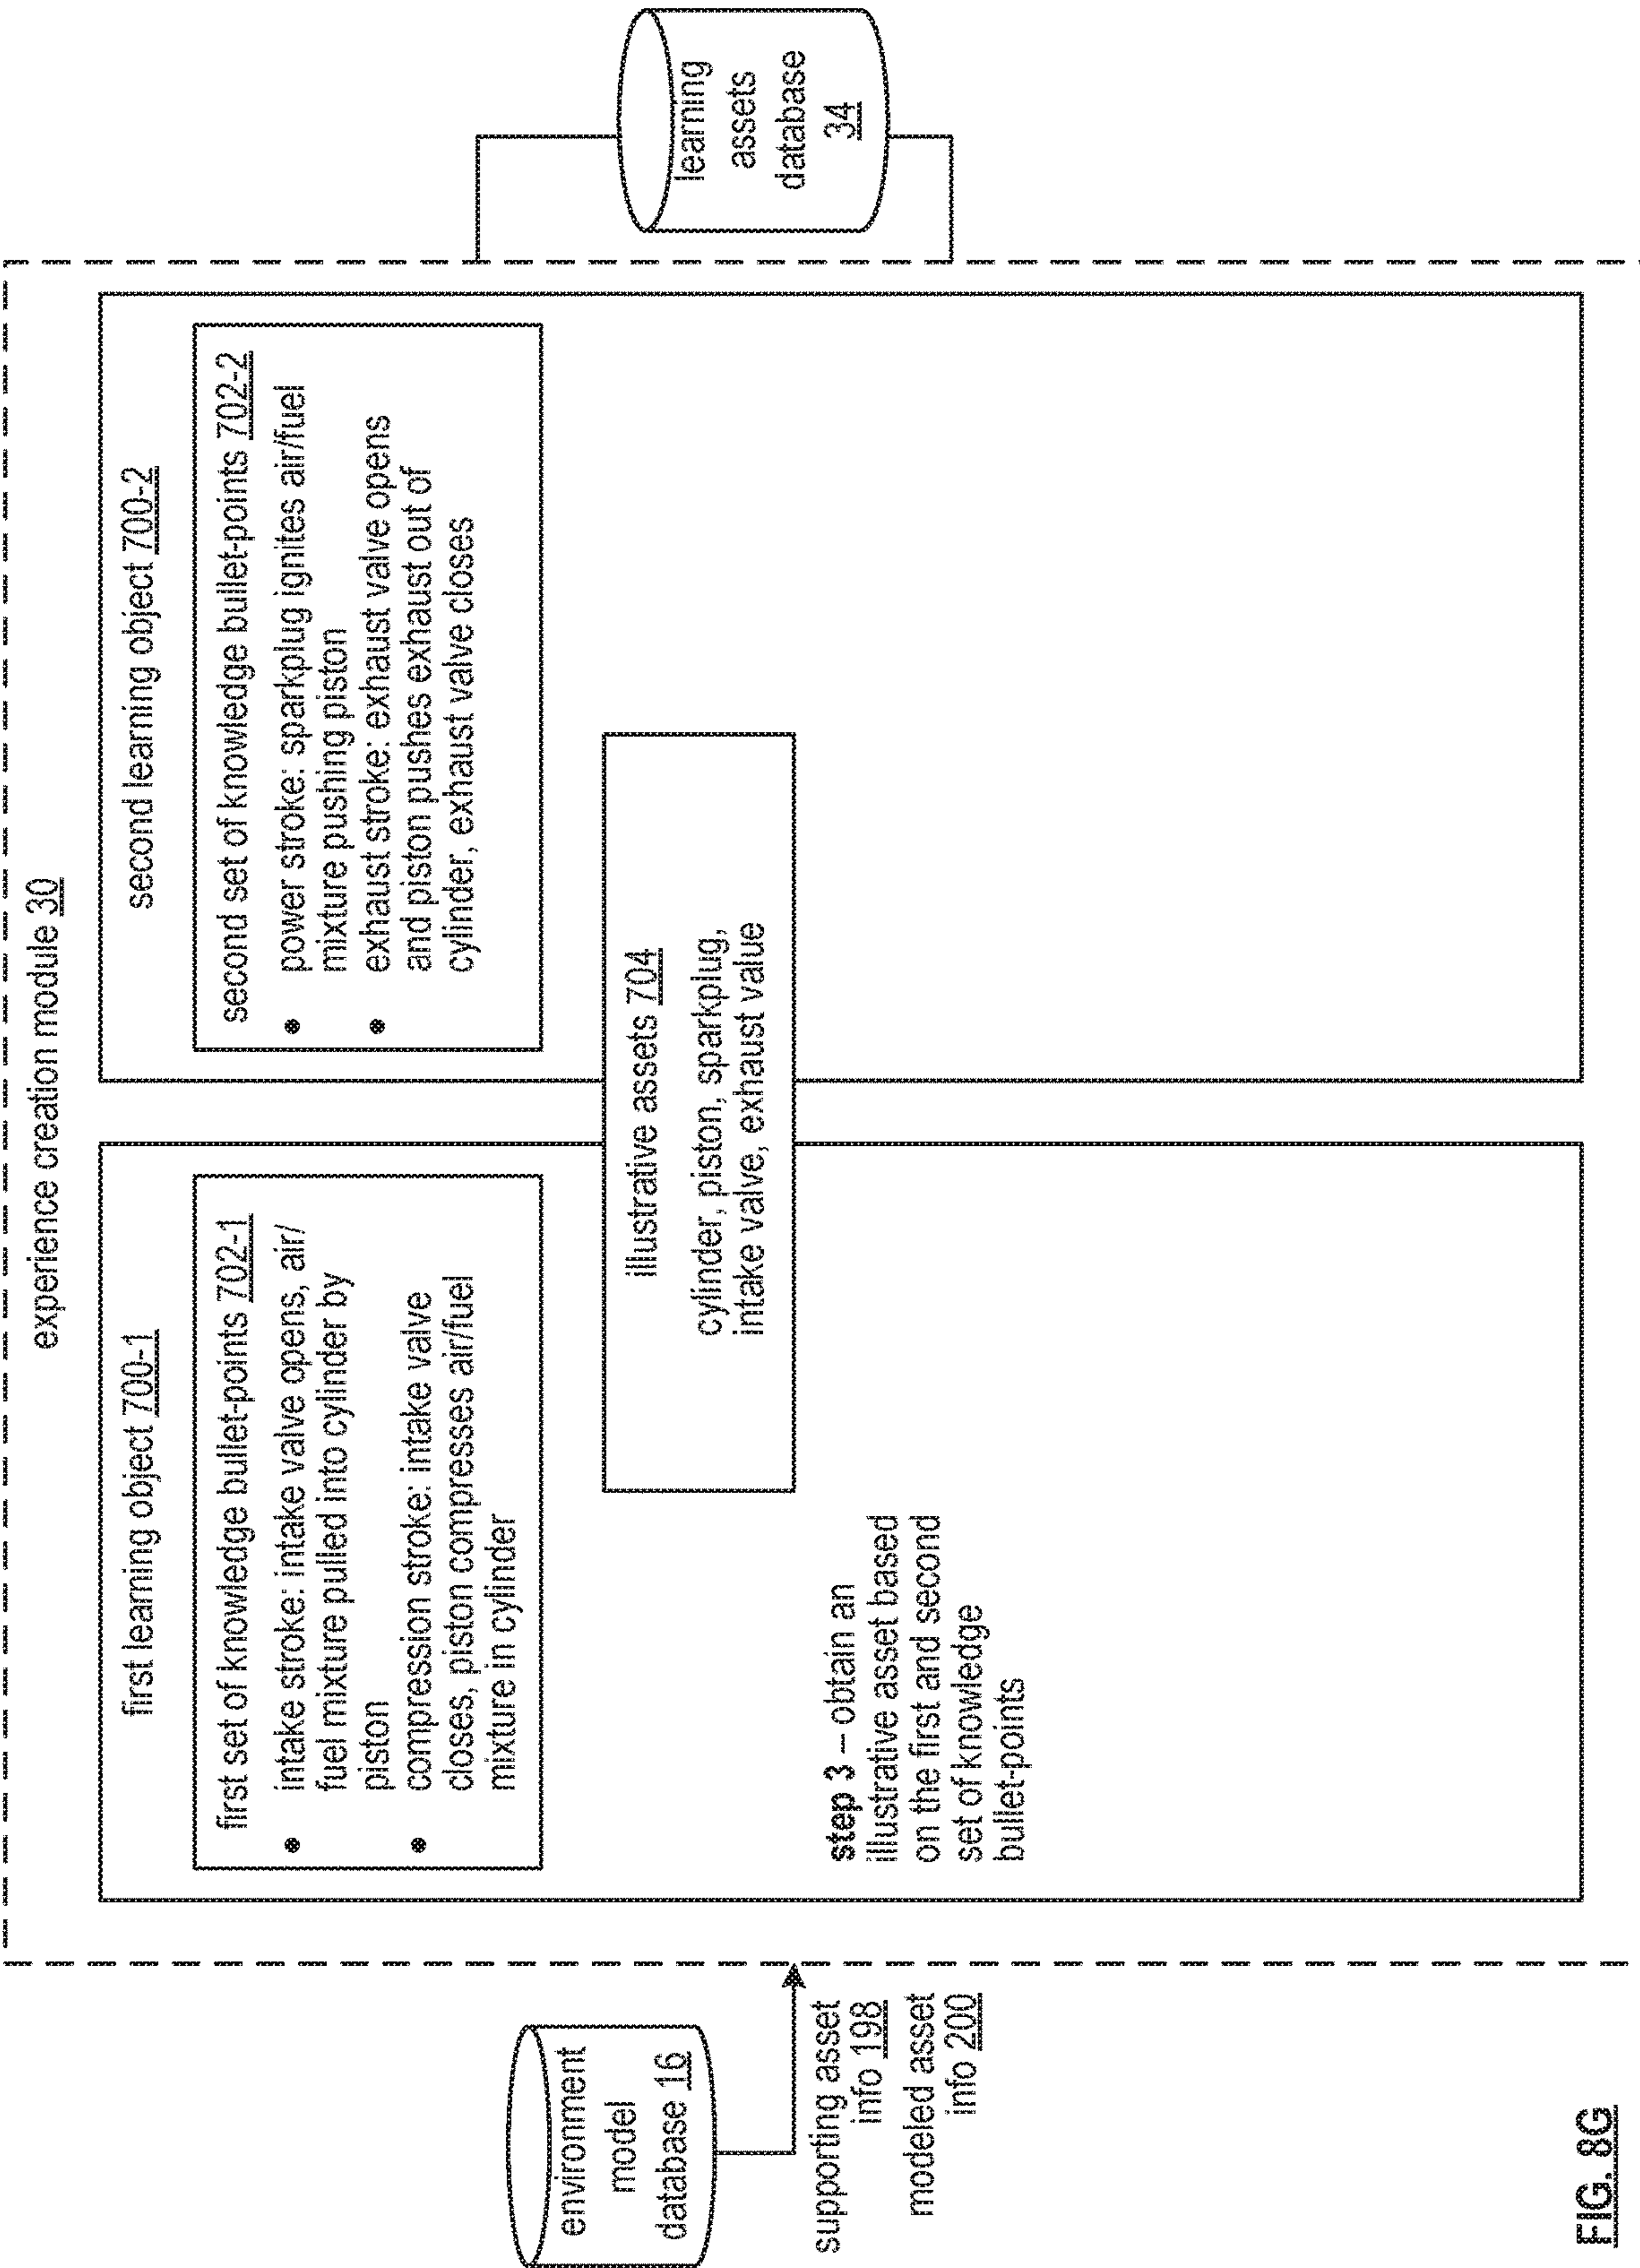 experience creation module 30
first learning object 700-1
first set of knowledge bullet-points 702-1
• intake stroke: intake valve opens, air/
fuel mixture pulled into cylinder by
piston
• compression stroke: intake valve
closes, piston compresses air/fuel
mixture in cylinder
second learning object 700-2
second set of knowledge bullet-points 702-2
• power stroke: sparkplug ignites air/fuel
mixture pushing piston
• exhaust stroke: exhaust valve opens
and piston pushes exhaust out of
cylinder, exhaust valve closes
illustrative assets 704
cylinder, piston, sparkplug,
intake valve, exhaust value
step 3 – obtain an
illustrative asset based
on the first and second
set of knowledge
bullet-points
environment
model
database 16
supporting asset
info 198
modeled asset
info 200
learning
assets
database
34
FIG. 8G